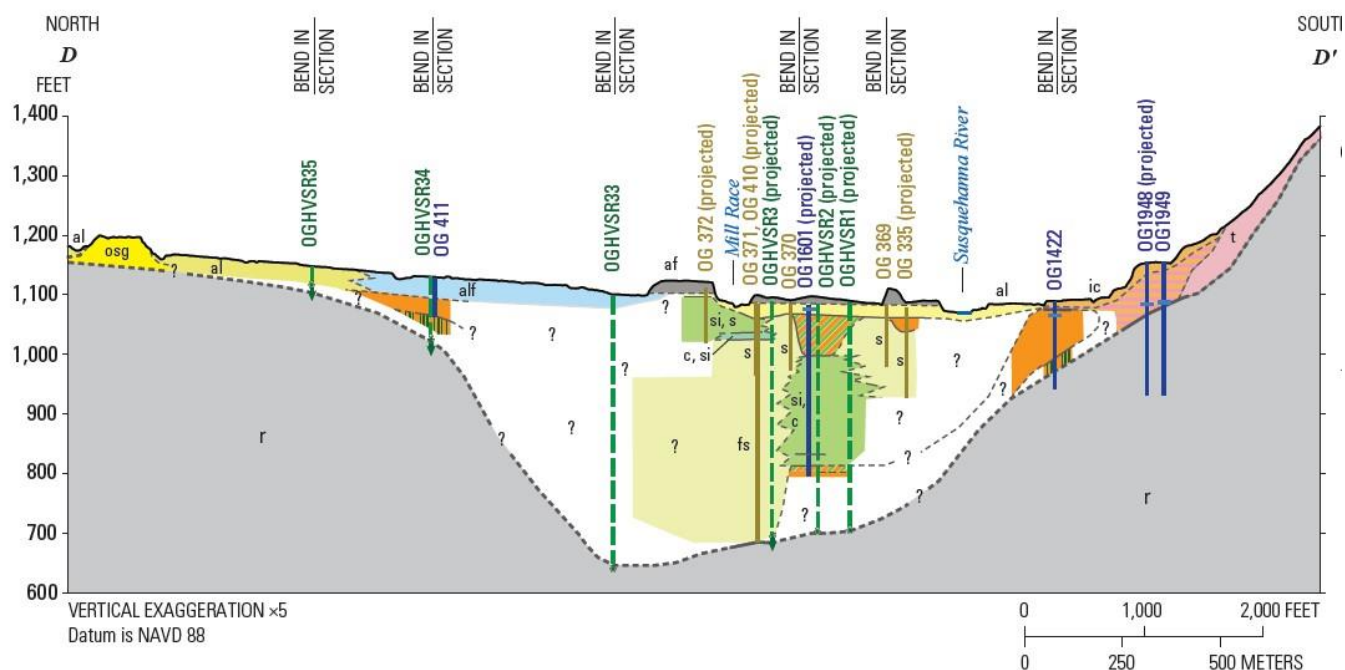 NORTH
D
FEET
BEND IN
SECTION
BEND IN
SECTION
BEND IN
SECTION
BEND IN
SECTION
BEND IN
SECTION
BEND IN
SECTION
SOUTI
D'
1,400
1,300
1,200
1,100
1,000
900
800
700
600
OGHVSR35
OGHVSR34
OG 411
OGHVSR33
OG 372 (projected)
Mill Race
OG 371, OG 410 (projected)
OGHVSR3 (projected)
OG 370
OG1601 (projected)
OGHVSR2 (projected)
OGHVSR1 (projected)
OG 369
OG 335 (projected)
Susquehanna River
OG1422
OG1948 (projected)
OG1949
al
osg
?
al
?
alf
?
?
?
?
af
?
?
si, s
c, si
s
s
s
s
fs
si,
c
?
?
?
?
?
?
?
al
ic
?
?
t
r
r
VERTICAL EXAGGERATION ×5
Datum is NAVD 88
0 1,000 2,000 FEET
0 250 500 METERS